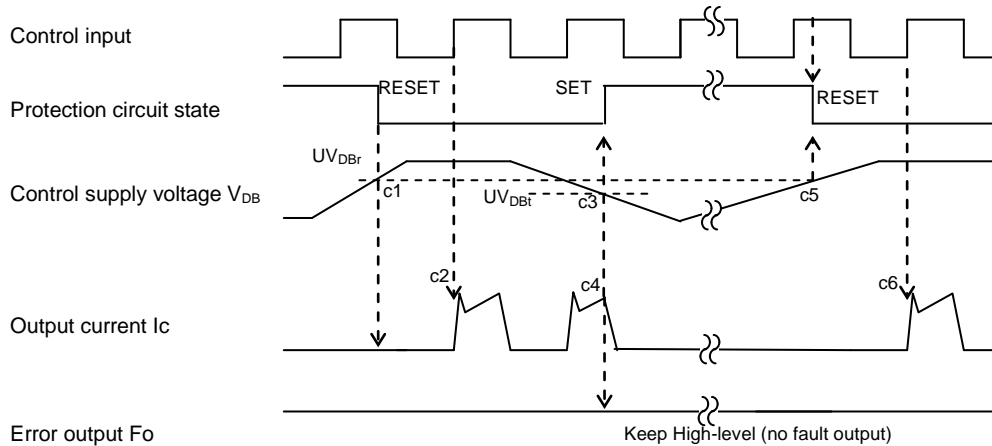 Control input
Protection circuit state
RESET
SET
RESET
UVDBr
Control supply voltage VDB
c1
UVDBt
c3
c5
c2
c4
c6
Output current Ic
Error output Fo
Keep High-level (no fault output)